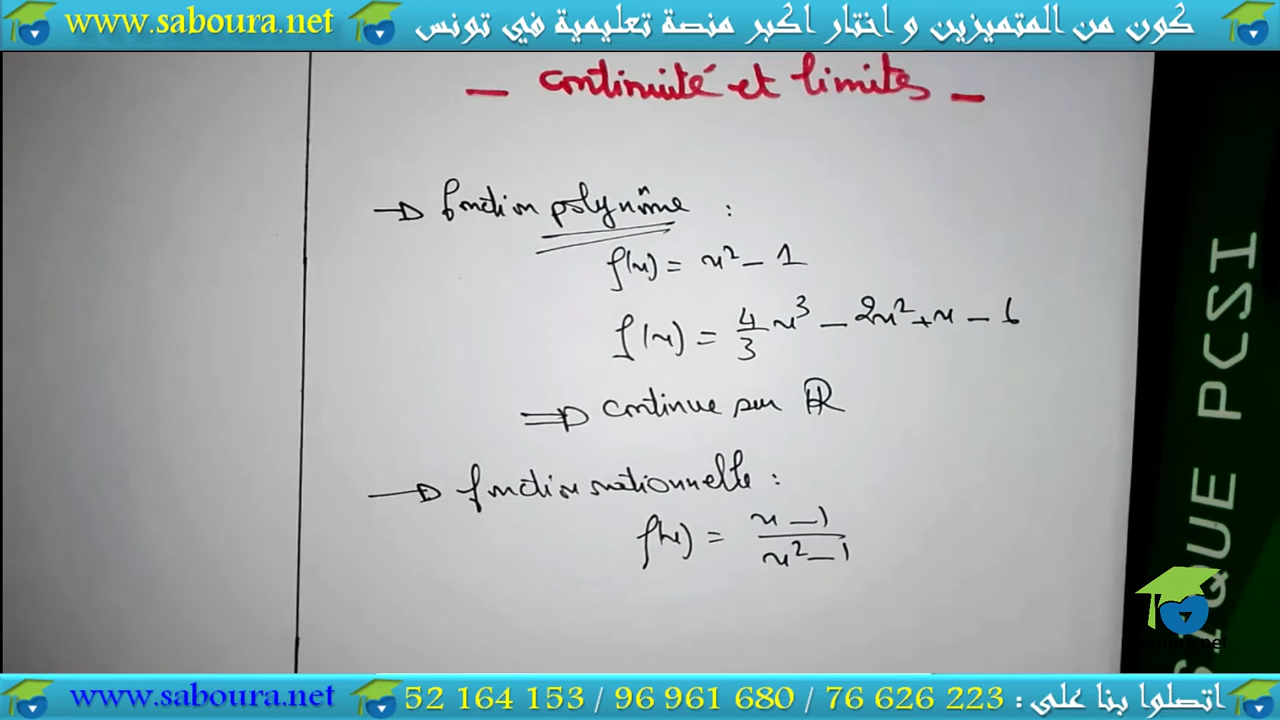 www.saboura.net
كون من المتميزين و اختار اكبر منصة تعليمية في تونس
- continuité et limites -
→ fonction polynôme :
f(x) = x² - 1
f(x) = 4/3 x³ - 2x² + x - 1
⇒ continue sur ℝ
→ fonction rationnelle :
f(x) = x - 1 / x² - 1
SIQUE PCSI
www.saboura.net
52 164 153 / 96 961 680 / 76 626 223 : اتصلوا بنا على